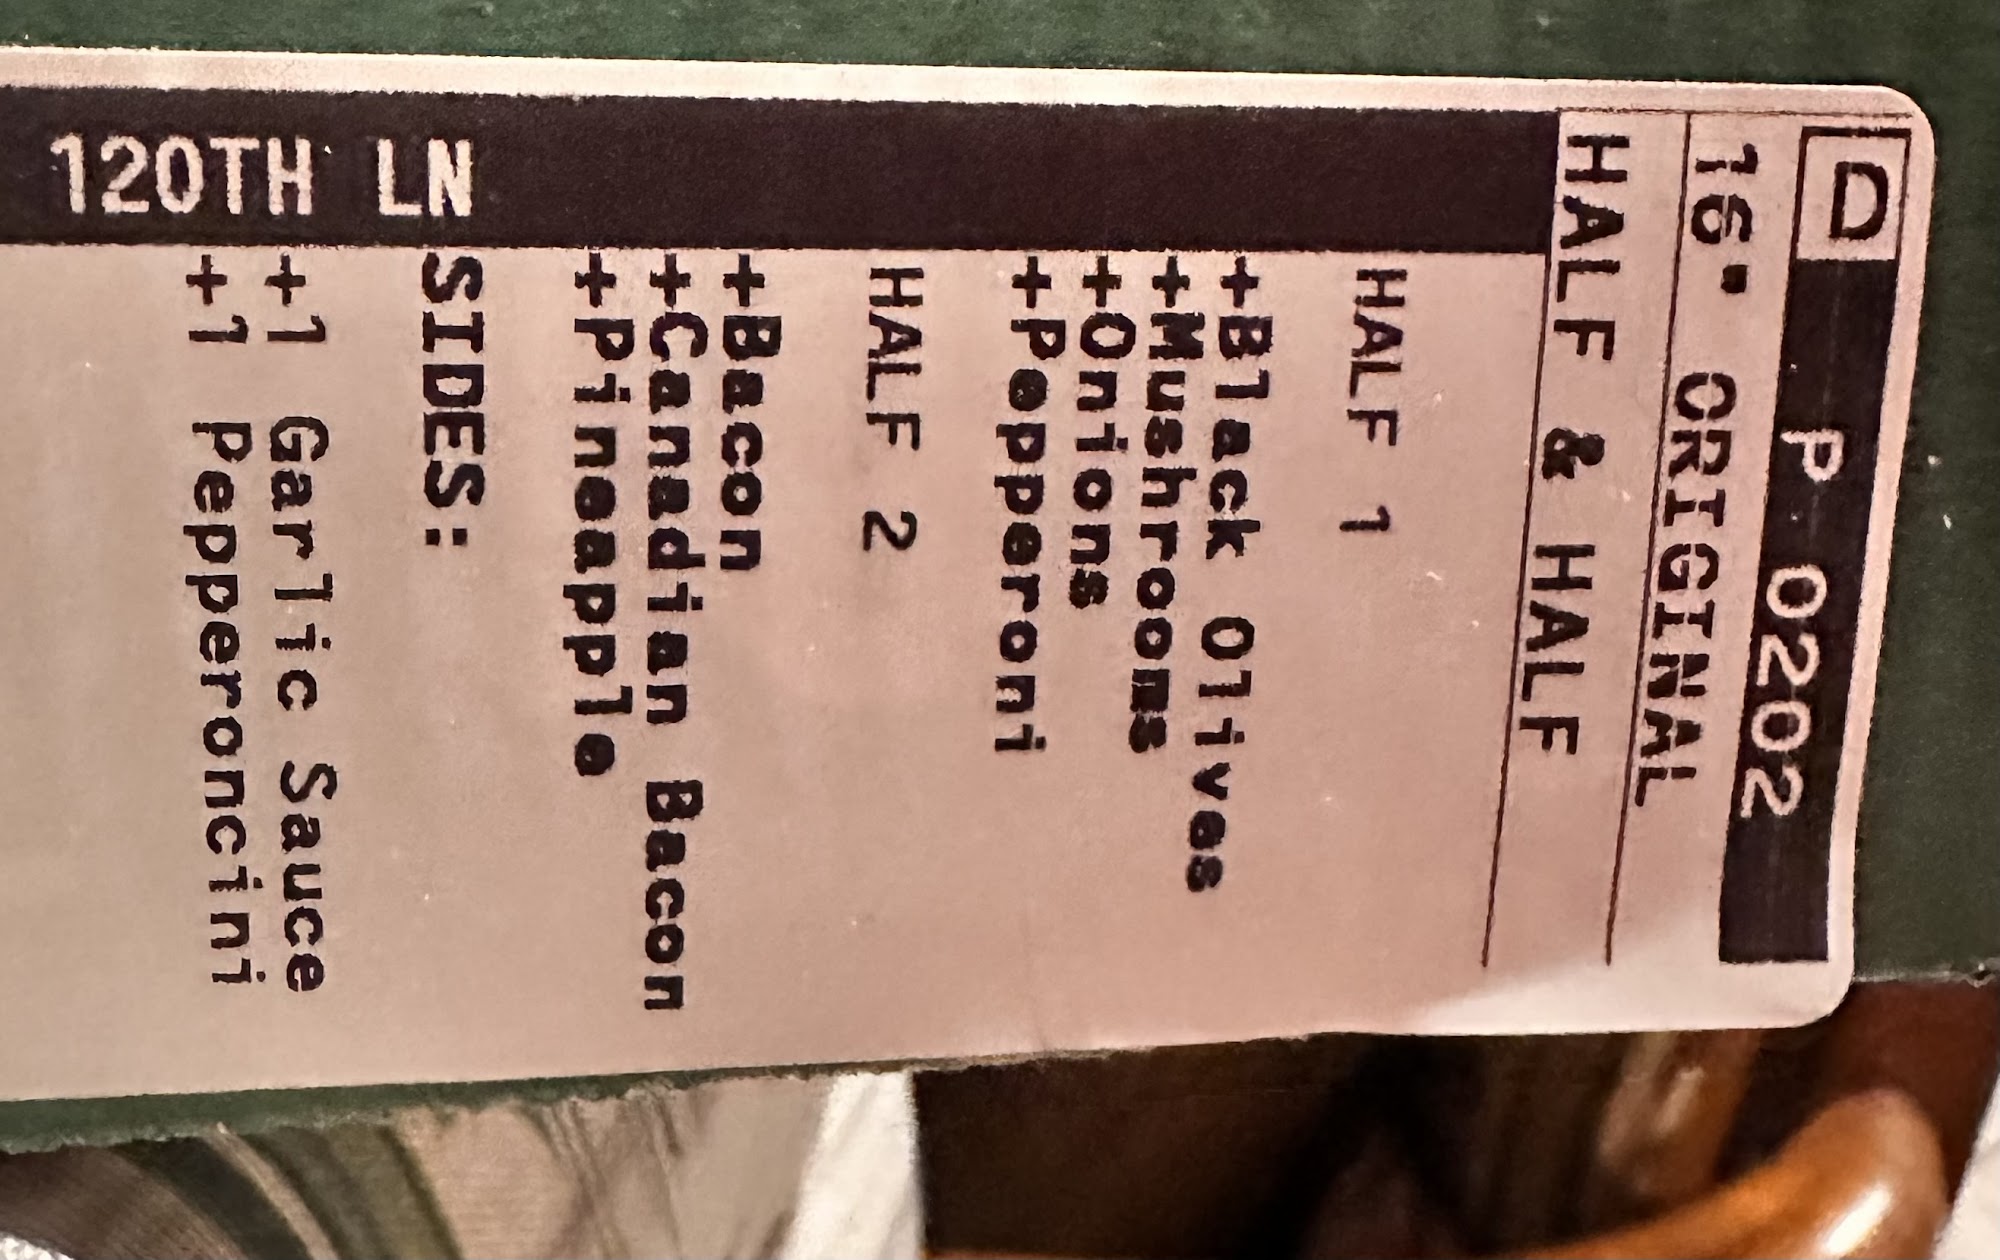 D P 0202
16" ORIGINAL
HALF & HALF
HALF 1
+Black Olives
+Mushrooms
+Onions
+Pepperoni
HALF 2
+Bacon
+Canadian Bacon
+Pineapple
SIDES:
+1 Garlic Sauce
+1 Pepperoncini
120TH LN